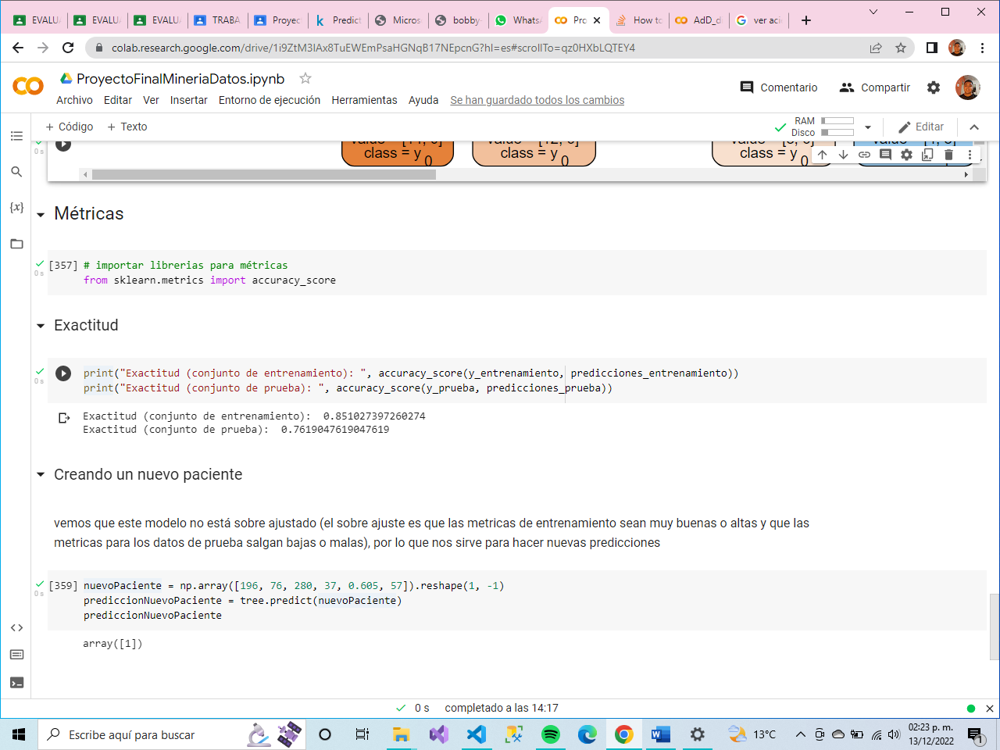 EVALUA
EVALUA
EVALUA
TRABA
Proyec
Predict
Micros
bobby-
WhatsA
Pro
How to
AdD_d
ver aci
colab.research.google.com/drive/1i9ZtM3lAx8TuEWEmPsaHGNqB17NEpcnG?hl=es#scrollTo=qz0HXbLQTEY4
ProyectoFinalMineriaDatos.ipynb
Comentario
Compartir
Archivo Editar Ver Insertar Entorno de ejecución Herramientas Ayuda Se han guardado todos los cambios
+ Código + Texto
RAM
Disco
Editar
0 s
class = y_0
class = y_0
class = y_0
Métricas
[357] # importar librerias para métricas
0 s
from sklearn.metrics import accuracy_score
Exactitud
print("Exactitud (conjunto de entrenamiento): ", accuracy_score(y_entrenamiento, predicciones_entrenamiento))
0 s
print("Exactitud (conjunto de prueba): ", accuracy_score(y_prueba, predicciones_prueba))
Exactitud (conjunto de entrenamiento):  0.851027397260274
Exactitud (conjunto de prueba):  0.7619047619047619
Creando un nuevo paciente
vemos que este modelo no está sobre ajustado (el sobre ajuste es que las metricas de entrenamiento sean muy buenas o altas y que las
metricas para los datos de prueba salgan bajas o malas), por lo que nos sirve para hacer nuevas predicciones
[359] nuevoPaciente = np.array([196, 76, 280, 37, 0.605, 57]).reshape(1, -1)
0 s
prediccionNuevoPaciente = tree.predict(nuevoPaciente)
prediccionNuevoPaciente
array([1])
0 s completado a las 14:17
Escribe aquí para buscar
13°C
02:23 p. m.
13/12/2022
1